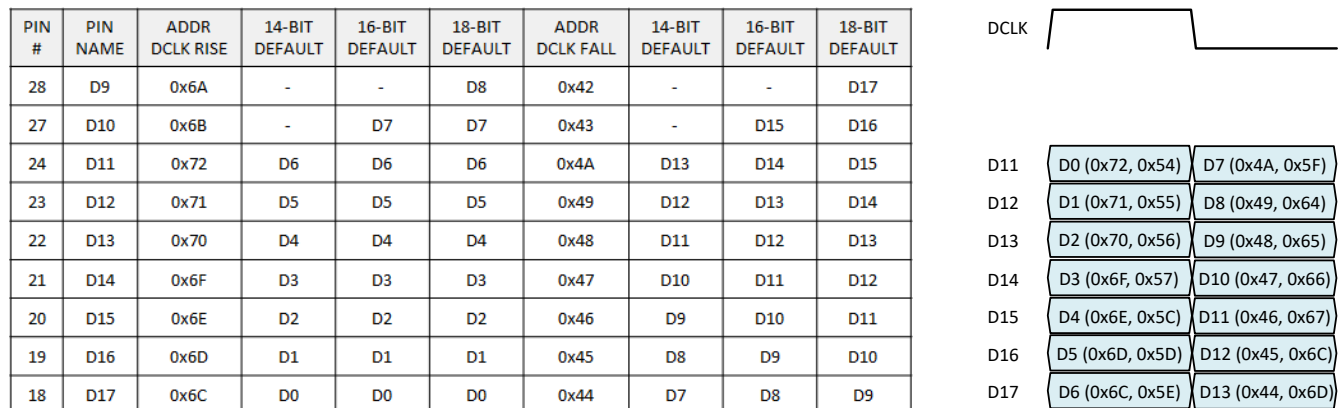 PIN # PIN NAME ADDR DCLK RISE 14-BIT DEFAULT 16-BIT DEFAULT 18-BIT DEFAULT ADDR DCLK FALL 14-BIT DEFAULT 16-BIT DEFAULT 18-BIT DEFAULT
28 D9 0x6A - - D8 0x42 - - D17
27 D10 0x6B - D7 D7 0x43 - D15 D16
24 D11 0x72 D6 D6 D6 0x4A D13 D14 D15
23 D12 0x71 D5 D5 D5 0x49 D12 D13 D14
22 D13 0x70 D4 D4 D4 0x48 D11 D12 D13
21 D14 0x6F D3 D3 D3 0x47 D10 D11 D12
20 D15 0x6E D2 D2 D2 0x46 D9 D10 D11
19 D16 0x6D D1 D1 D1 0x45 D8 D9 D10
18 D17 0x6C D0 D0 D0 0x44 D7 D8 D9
DCLK
D11 D0 (0x72, 0x54) D7 (0x4A, 0x5F)
D12 D1 (0x71, 0x55) D8 (0x49, 0x64)
D13 D2 (0x70, 0x56) D9 (0x48, 0x65)
D14 D3 (0x6F, 0x57) D10 (0x47, 0x66)
D15 D4 (0x6E, 0x5C) D11 (0x46, 0x67)
D16 D5 (0x6D, 0x5D) D12 (0x45, 0x6C)
D17 D6 (0x6C, 0x5E) D13 (0x44, 0x6D)